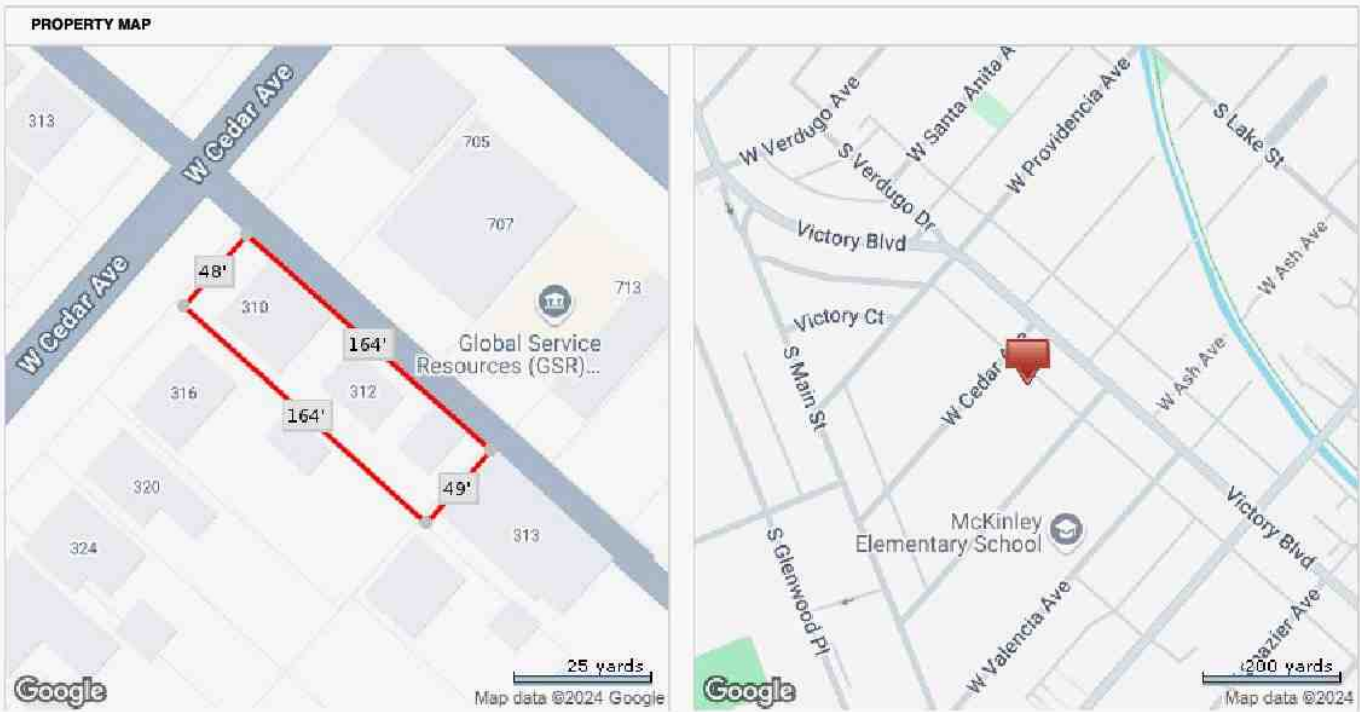 PROPERTY MAP
313
W Cedar Ave
705
707
48'
713
310
W Cedar Ave
164'
Global Service
Resources (GSR)...
316
312
164'
320
49'
313
324
Google
25 yards
Map data ©2024 Google
W Verdugo Ave
W Santa Anita A
W Providencia Ave
S Lake St
S Verdugo Dr
Victory Blvd
W Ash Ave
Victory Ct
S Main St
W Cedar
W Ash Ave
McKinley
Elementary School
Victory Blvd
S Glenwood Pl
W Valencia Ave
Google
200 yards
Map data ©2024